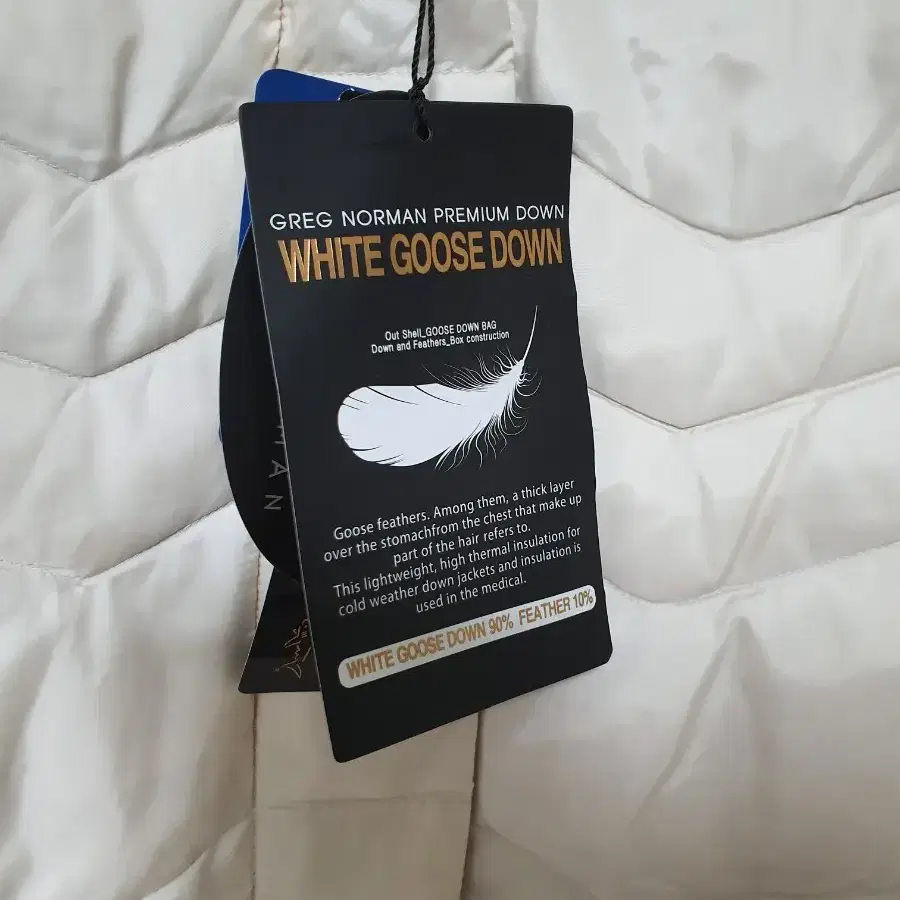 GREG NORMAN PREMIUM DOWN
WHITE GOOSE DOWN
Out Shell_GOOSE DOWN BAG
Down and Feathers_Box construction
Goose feathers. Among them, a thick layer
over the stomachfrom the chest that make up
part of the hair refers to.
This lightweight, high thermal insulation for
cold weather down jackets and insulation is
used in the medical.
WHITE GOOSE DOWN 90% FEATHER 10%
MAN